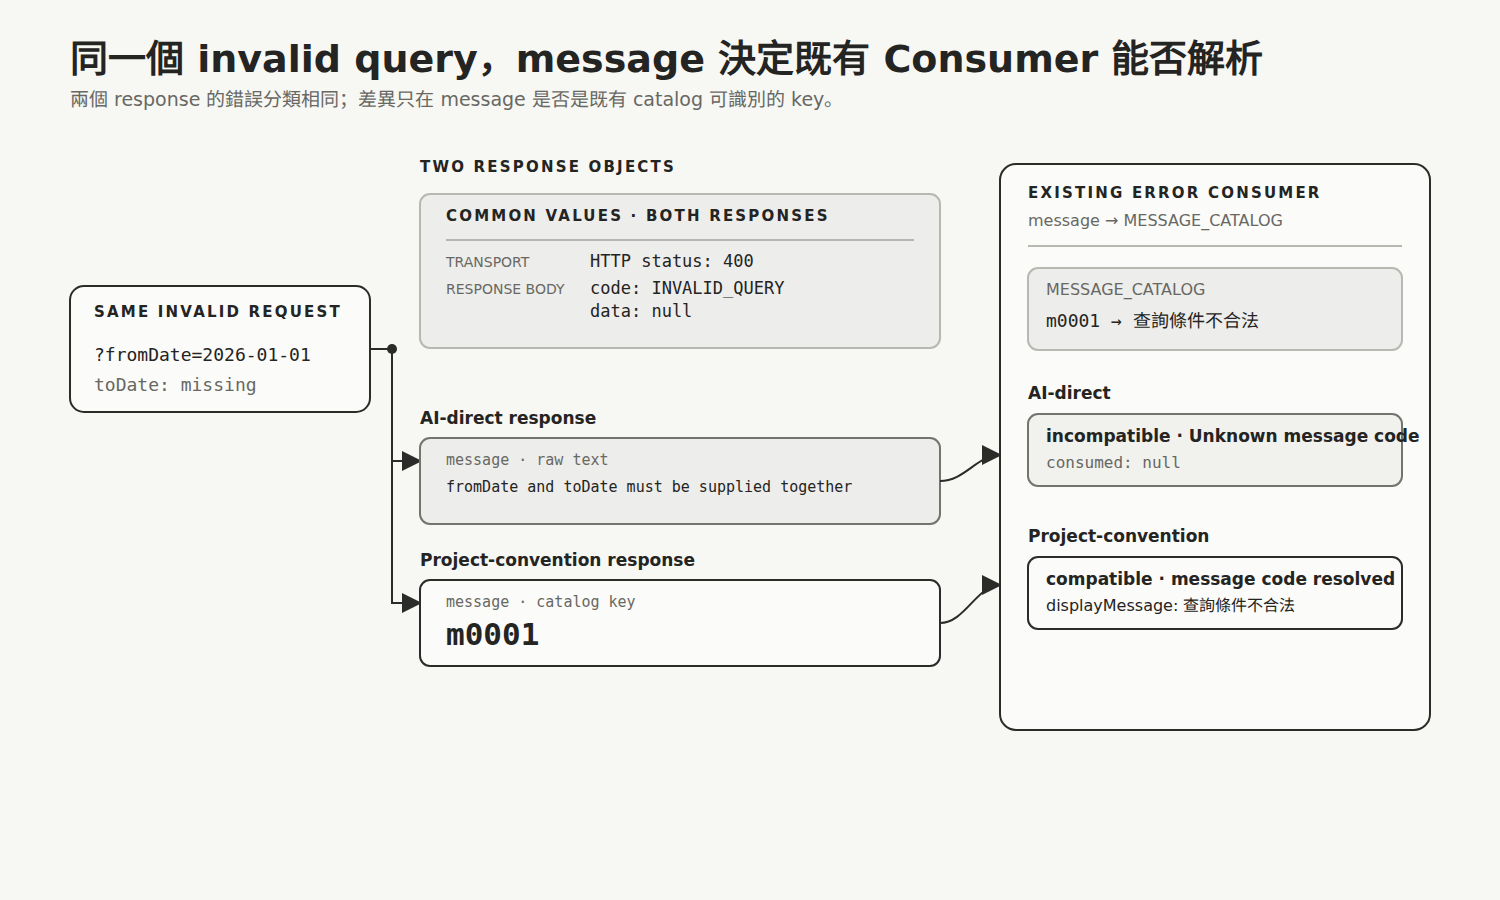 同一個 invalid query，message 決定既有 Consumer 能否解析
兩個 response 的錯誤分類相同；差異只在 message 是否是既有 catalog 可識別的 key。
SAME INVALID REQUEST
?fromDate=2026-01-01
toDate: missing
TWO RESPONSE OBJECTS
COMMON VALUES · BOTH RESPONSES
TRANSPORT HTTP status: 400
RESPONSE BODY code: INVALID_QUERY
data: null
AI-direct response
message · raw text
fromDate and toDate must be supplied together
Project-convention response
message · catalog key
m0001
EXISTING ERROR CONSUMER
message → MESSAGE_CATALOG
MESSAGE_CATALOG
m0001 → 查詢條件不合法
AI-direct
incompatible · Unknown message code
consumed: null
Project-convention
compatible · message code resolved
displayMessage: 查詢條件不合法